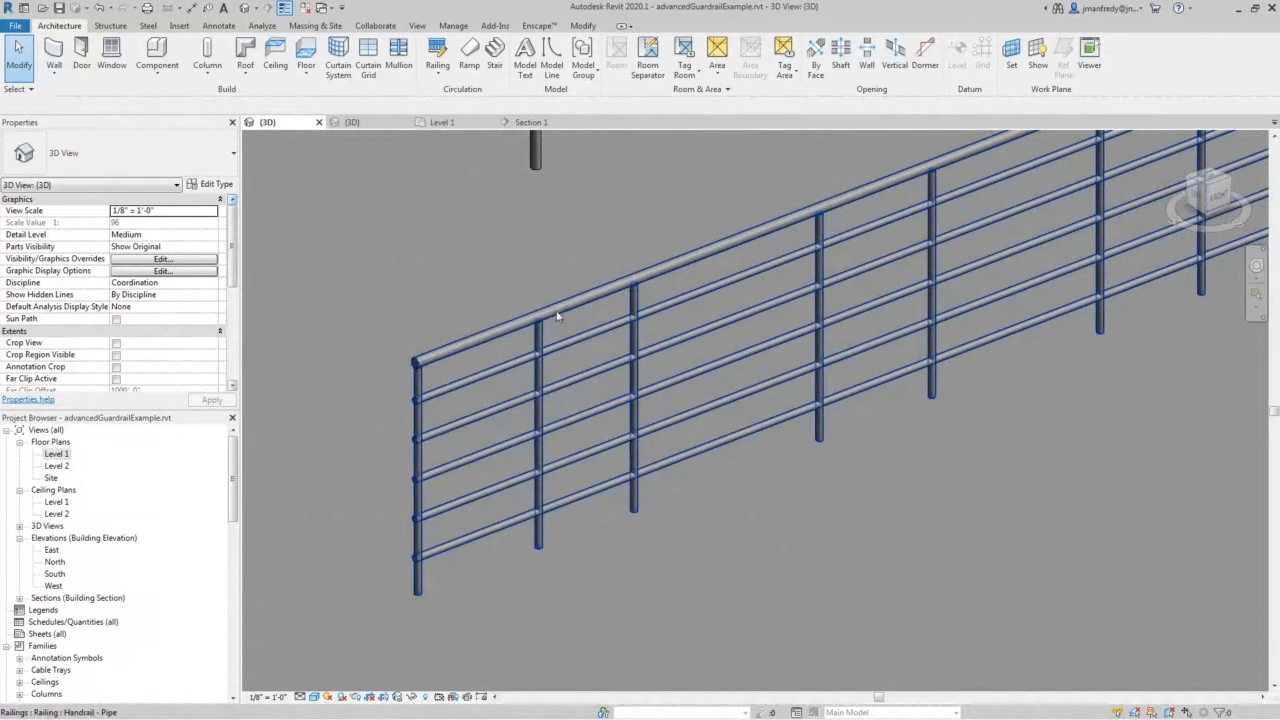 Autodesk Revit 2020.1 - advancedGuardrailExample.rvt - 3D View: {3D}
jmanfredy@jn...
File Architecture Structure Steel Insert Annotate Analyze Massing & Site Collaborate View Manage Add-Ins Enscape™ Modify
Modify Wall Door Window Component Column Roof Ceiling Floor Curtain System Curtain Grid Mullion Railing Ramp Stair Model Text Model Line Model Group Room Room Separator Tag Room Area Area Boundary Tag Area By Face Shaft Wall Vertical Dormer Level Grid Set Show Ref Plane Viewer
Select Build Circulation Model Room & Area Opening Datum Work Plane
Properties
{3D} {3D} Level 1 Section 1
3D View
3D View: {3D} Edit Type
Graphics
View Scale 1/8" = 1'-0"
Scale Value 1: 96
Detail Level Medium
Parts Visibility Show Original
Visibility/Graphics Overrides Edit...
Graphic Display Options Edit...
Discipline Coordination
Show Hidden Lines By Discipline
Default Analysis Display Style None
Sun Path
Extents
Crop View
Crop Region Visible
Annotation Crop
Far Clip Active
Far Clip Offset 1000' 0"
Properties help Apply
Project Browser - advancedGuardrailExample.rvt
Views (all)
Floor Plans
Level 1
Level 2
Site
Ceiling Plans
Level 1
Level 2
3D Views
Elevations (Building Elevation)
East
North
South
West
Sections (Building Section)
Legends
Schedules/Quantities (all)
Sheets (all)
Families
Annotation Symbols
Cable Trays
Ceilings
Columns
FRONT
1/8" = 1'-0"
Railings : Railing : Handrail - Pipe
:0 Main Model :0